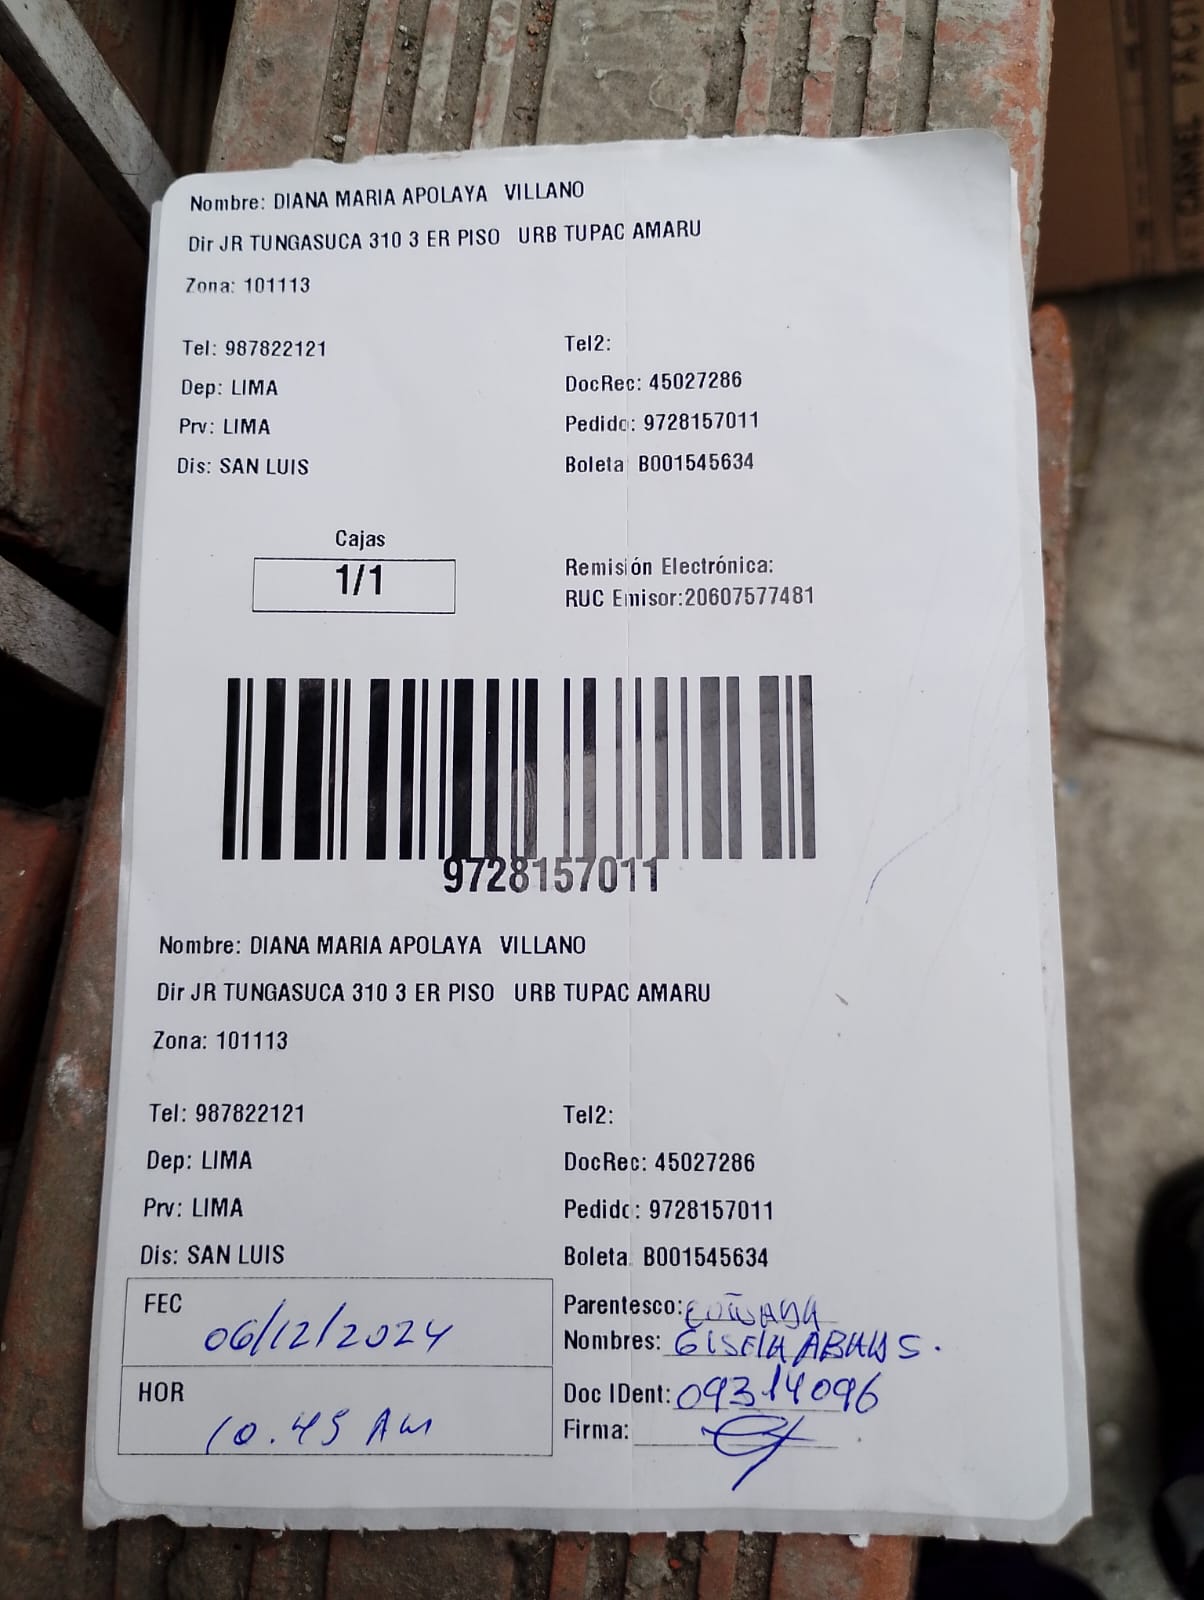 Nombre: DIANA MARIA APOLAYA VILLANO
Dir JR TUNGASUCA 310 3 ER PISO URB TUPAC AMARU
Zona: 101113
Tel: 987822121 Tel2:
Dep: LIMA DocRec: 45027286
Prv: LIMA Pedido: 9728157011
Dis: SAN LUIS Boleta B001545634
Cajas
1/1
Remisión Electrónica:
RUC Emisor:20607577481
9728157011
Nombre: DIANA MARIA APOLAYA VILLANO
Dir JR TUNGASUCA 310 3 ER PISO URB TUPAC AMARU
Zona: 101113
Tel: 987822121 Tel2:
Dep: LIMA DocRec: 45027286
Prv: LIMA Pedido: 9728157011
Dis: SAN LUIS Boleta B001545634
FEC 06/12/2024
HOR 10.45 AM
Parentesco: CUÑADA
Nombres: GISELA
Doc IDent: 09314096
Firma: